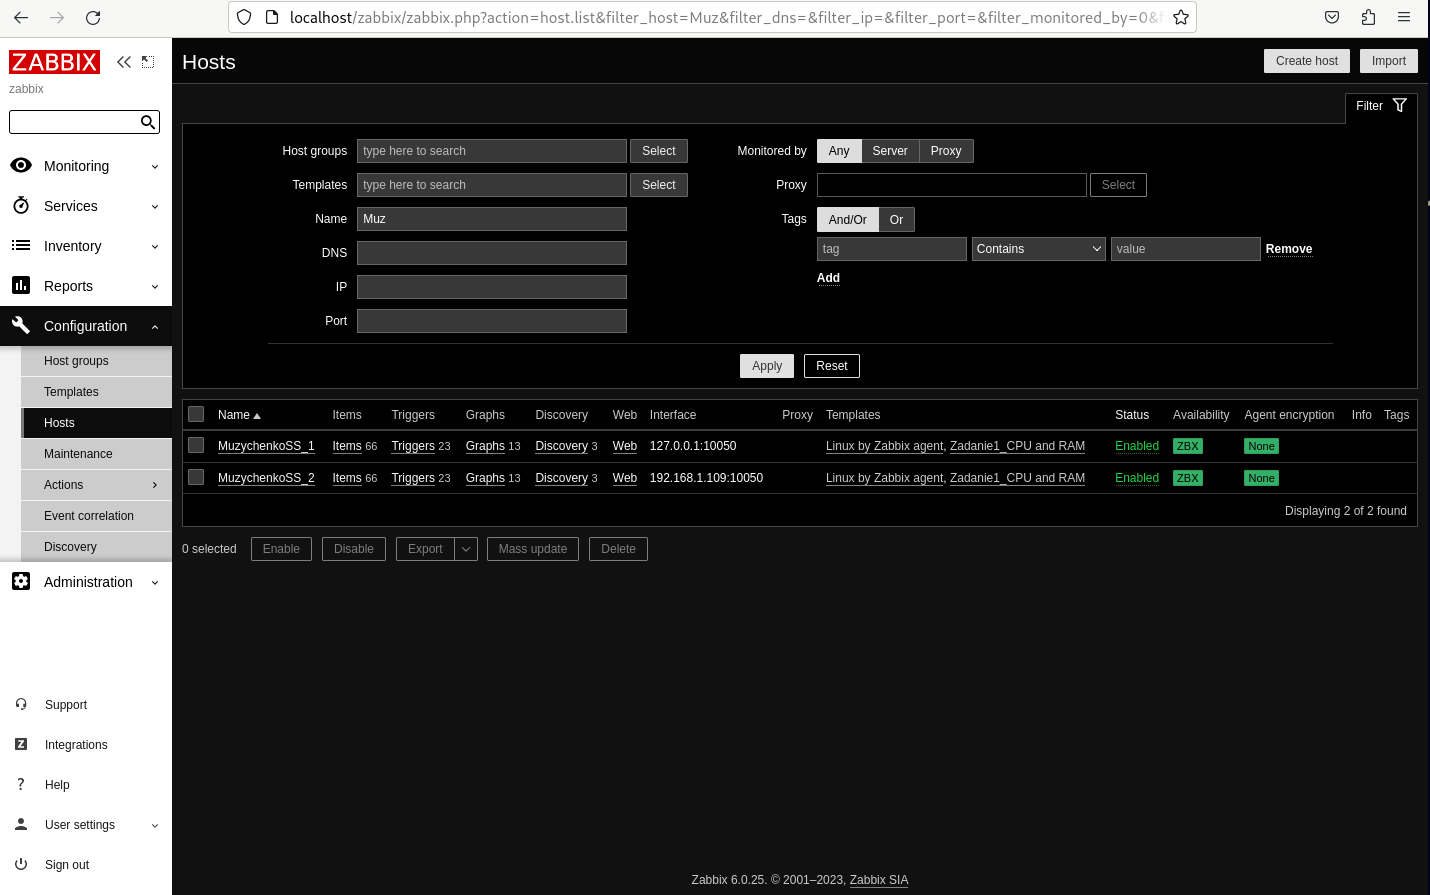 localhost/zabbix/zabbix.php?action=host.list&filter_host=Muz&filter_dns=&filter_ip=&filter_port=&filter_monitored_by=0&f
ZABBIX
zabbix
Monitoring
Services
Inventory
Reports
Configuration
Host groups
Templates
Hosts
Maintenance
Actions
Event correlation
Discovery
Administration
Support
Integrations
Help
User settings
Sign out
Hosts
Create host Import
Filter
Host groups type here to search Select
Templates type here to search Select
Name Muz
DNS
IP
Port
Monitored by Any Server Proxy
Proxy Select
Tags And/Or Or
tag Contains value Remove
Add
Apply Reset
Name Items Triggers Graphs Discovery Web Interface Proxy Templates Status Availability Agent encryption Info Tags
MuzychenkoSS_1 Items 66 Triggers 23 Graphs 13 Discovery 3 Web 127.0.0.1:10050 Linux by Zabbix agent, Zadanie1_CPU and RAM Enabled ZBX None
MuzychenkoSS_2 Items 66 Triggers 23 Graphs 13 Discovery 3 Web 192.168.1.109:10050 Linux by Zabbix agent, Zadanie1_CPU and RAM Enabled ZBX None
Displaying 2 of 2 found
0 selected Enable Disable Export Mass update Delete
Zabbix 6.0.25. © 2001–2023, Zabbix SIA